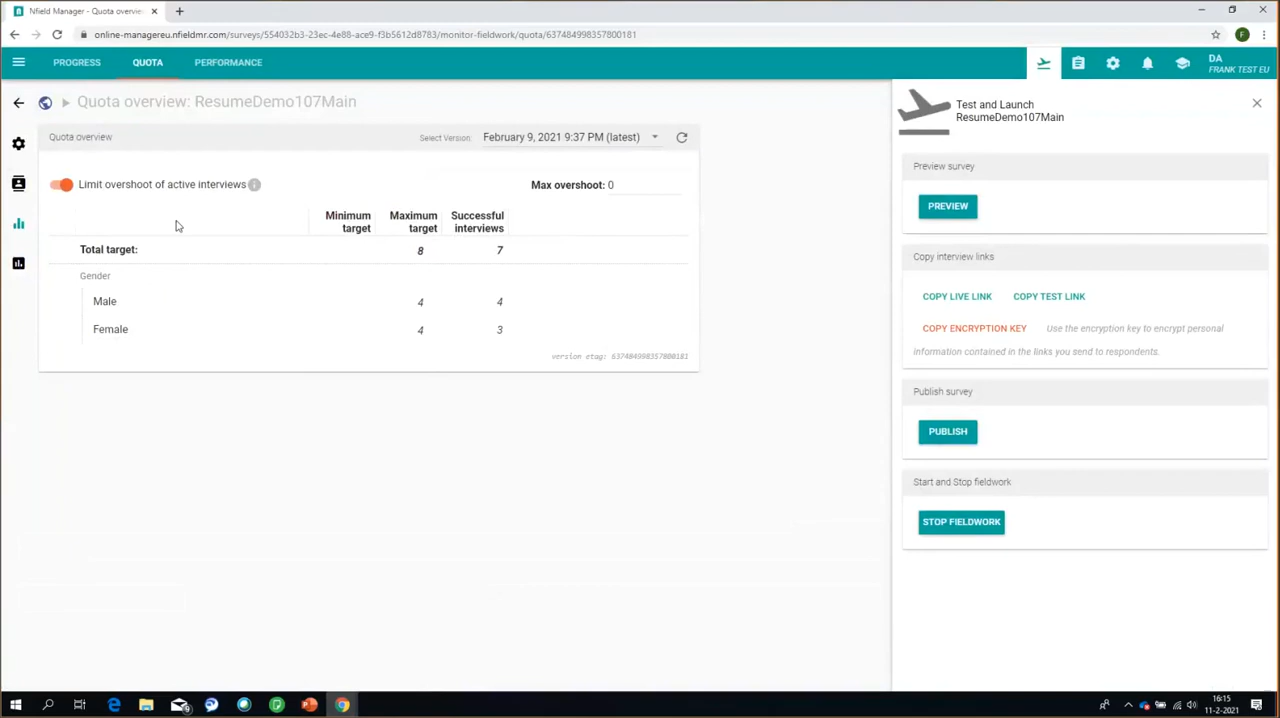 Nfield Manager - Quota overvie
online-managereu.nfieldmr.com/surveys/554032b3-23ec-4e88-ace9-f3b5612d8783/monitor-fieldwork/quota/637484998357800181
F
PROGRESS QUOTA PERFORMANCE
DA
FRANK TEST EU
Quota overview: ResumeDemo107Main
Quota overview Select Version: February 9, 2021 9:37 PM (latest)
Limit overshoot of active interviews Max overshoot: 0
Minimum target Maximum target Successful interviews
Total target: 8 7
Gender
Male 4 4
Female 4 3
version etag: 637484998357800181
Test and Launch
ResumeDemo107Main
Preview survey
PREVIEW
Copy interview links
COPY LIVE LINK COPY TEST LINK
COPY ENCRYPTION KEY Use the encryption key to encrypt personal
information contained in the links you send to respondents.
Publish survey
PUBLISH
Start and Stop fieldwork
STOP FIELDWORK
16:15
11-2-2021